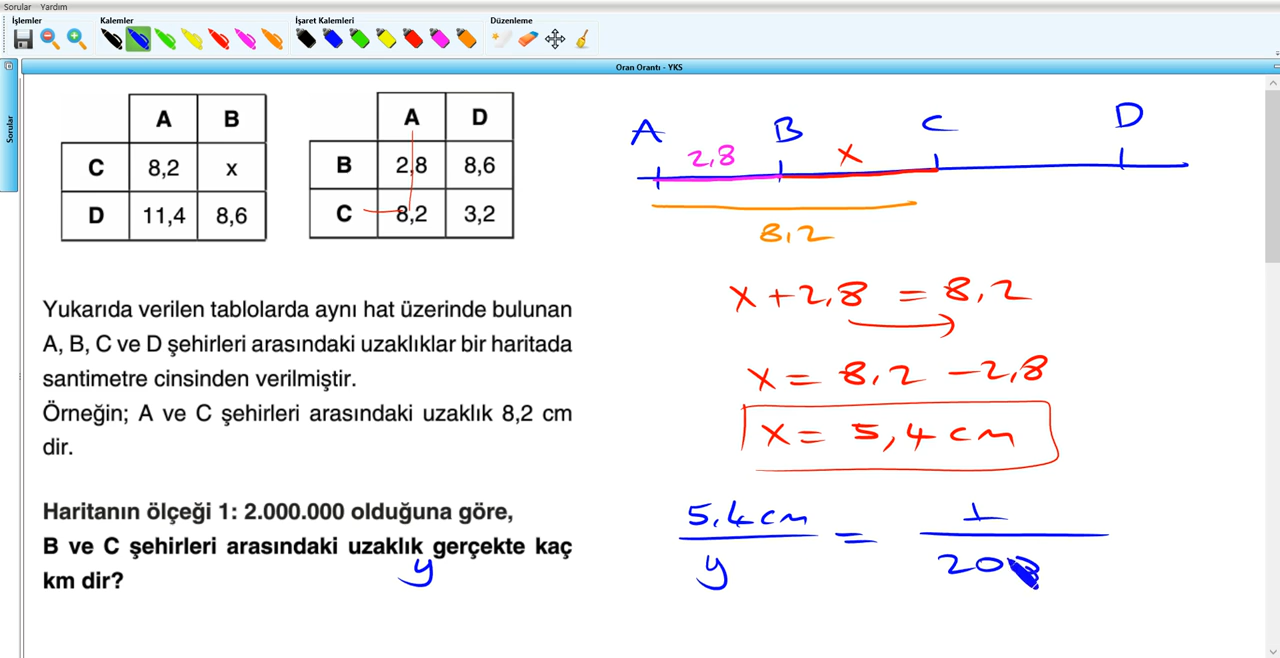 Sorular Yardım
İşlemler Kalemler İşaret Kalemleri Düzenleme
Oran Orantı - YKS
Sorular
A B
C 8,2 x
D 11,4 8,6
A D
B 2,8 8,6
C 8,2 3,2
Yukarıda verilen tablolarda aynı hat üzerinde bulunan
A, B, C ve D şehirleri arasındaki uzaklıklar bir haritada
santimetre cinsinden verilmiştir.
Örneğin; A ve C şehirleri arasındaki uzaklık 8,2 cm
dir.
Haritanın ölçeği 1: 2.000.000 olduğuna göre,
B ve C şehirleri arasındaki uzaklık gerçekte kaç
km dir?
y
A B C D
2,8 x
8,2
x + 2,8 = 8,2
x = 8,2 - 2,8
x = 5,4 cm
5,4 cm = 1
y 200